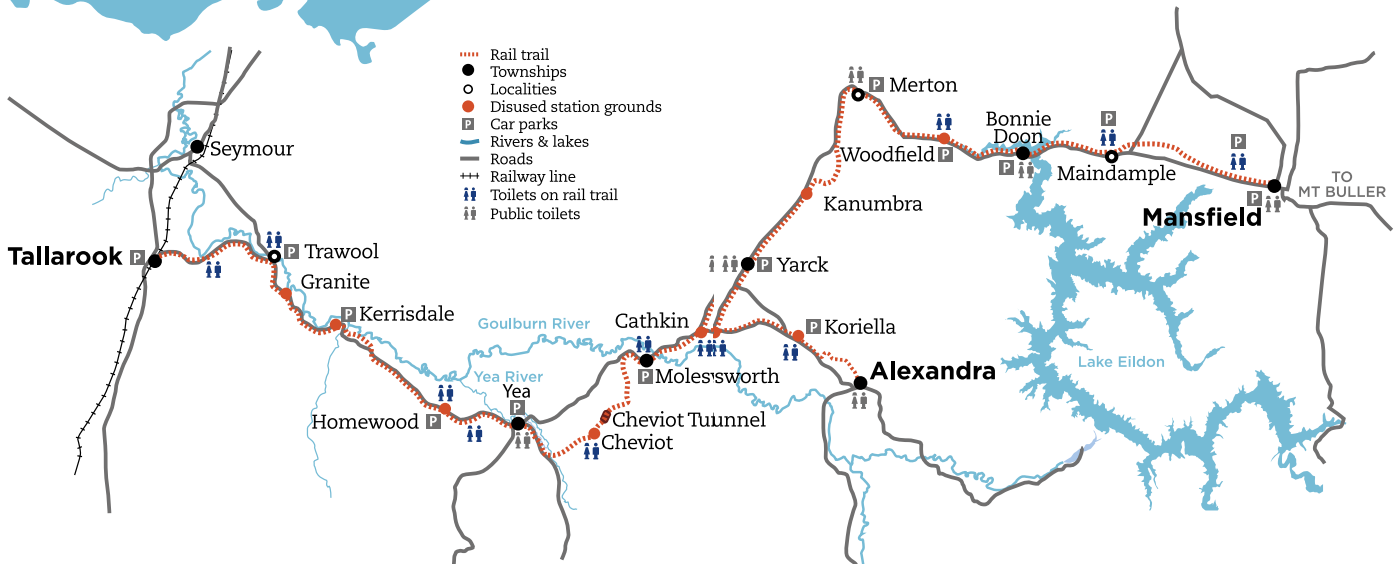 Rail trail
Townships
Localities
Disused station grounds
P Car parks
Rivers & lakes
Roads
Railway line
Toilets on rail trail
Public toilets
Seymour
Tallarook P
P Trawool
Granite
P Kerrisdale
Goulburn River
Yea River
Yea
P
Homewood P
Cathkin
P Molesworth
Cheviot Tuunnel
Cheviot
P Merton
Woodfield P
Kanumbra
P Yarck
P Koriella
Alexandra
Bonnie
Doon
P
P
Maindample
P
P
Mansfield
TO
MT BULLER
Lake Eildon